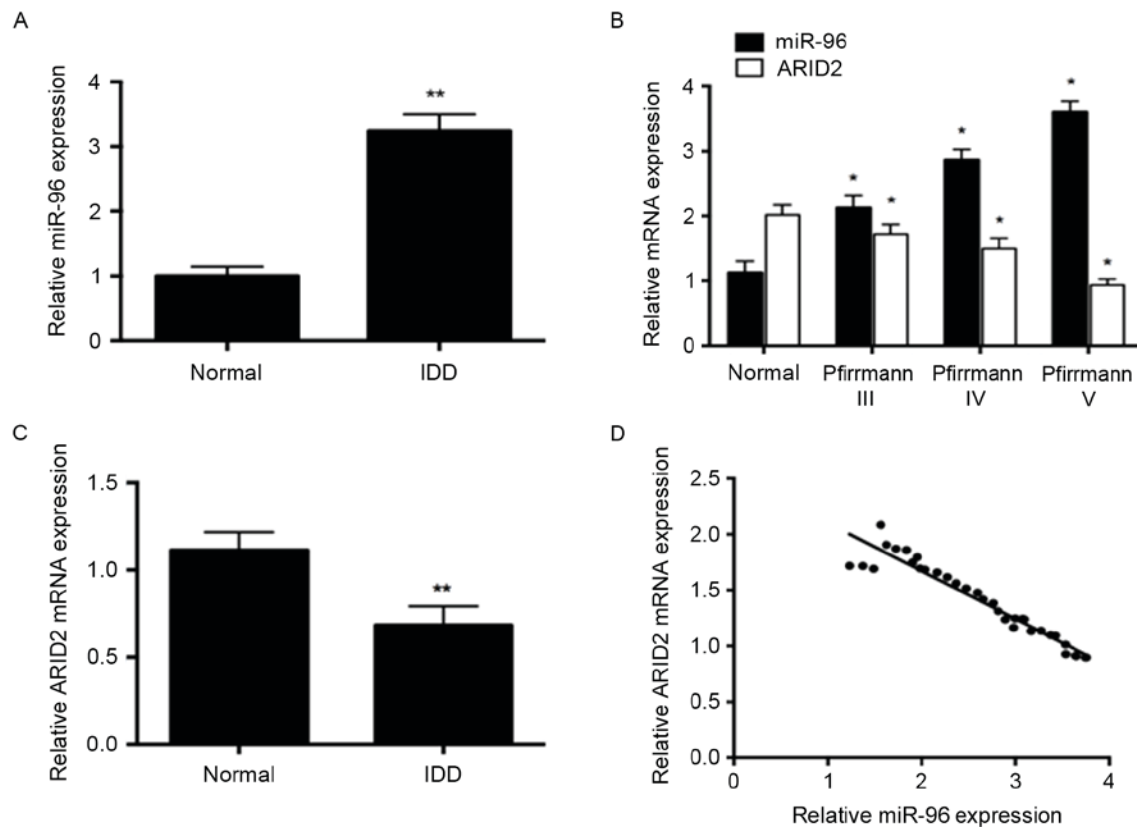 A
Relative miR-96 expression
4
3
2
1
0
**
Normal
IDD
B
miR-96
ARID2
Relative mRNA expression
4
3
2
1
0
*
*
*
*
*
*
Normal
Pfirrmann III
Pfirrmann IV
Pfirrmann V
C
Relative ARID2 mRNA expression
1.5
1.0
0.5
0.0
**
Normal
IDD
D
Relative ARID2 mRNA expression
2.5
2.0
1.5
1.0
0.5
0.0
0
1
2
3
4
Relative miR-96 expression